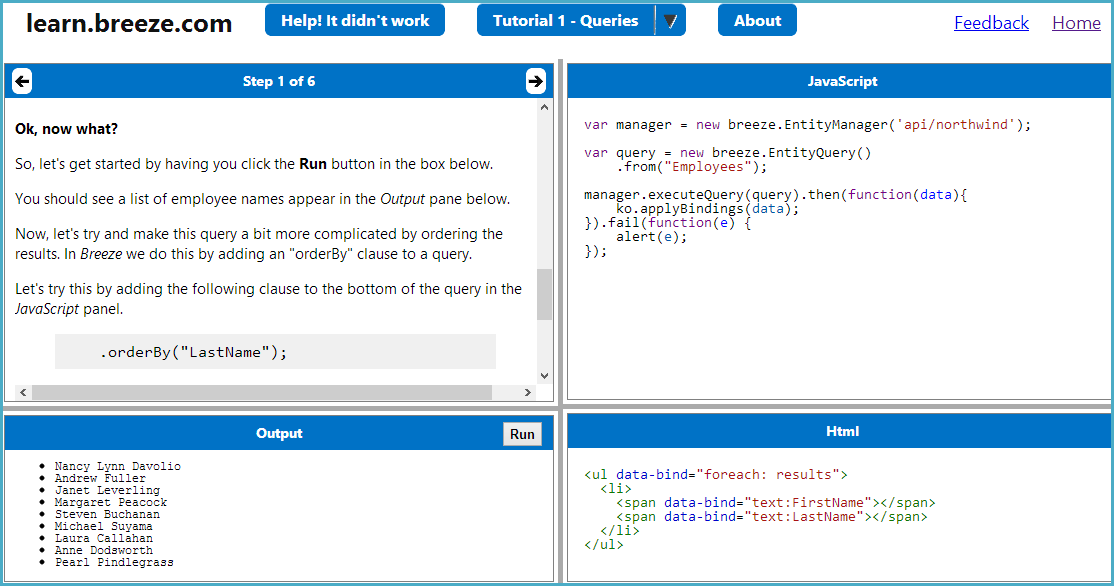 learn.breeze.com
Help! It didn't work
Tutorial 1 - Queries
About
Feedback
Home
Step 1 of 6
Ok, now what?
So, let's get started by having you click the Run button in the box below.
You should see a list of employee names appear in the Output pane below.
Now, let's try and make this query a bit more complicated by ordering the
results. In Breeze we do this by adding an "orderBy" clause to a query.
Let's try this by adding the following clause to the bottom of the query in the
JavaScript panel.
.orderBy("LastName");
JavaScript
var manager = new breeze.EntityManager('api/northwind');
var query = new breeze.EntityQuery()
    .from("Employees");
manager.executeQuery(query).then(function(data){
    ko.applyBindings(data);
}).fail(function(e) {
    alert(e);
});
Output
Run
Nancy Lynn Davolio
Andrew Fuller
Janet Leverling
Margaret Peacock
Steven Buchanan
Michael Suyama
Laura Callahan
Anne Dodsworth
Pearl Pindlegrass
Html
<ul data-bind="foreach: results">
  <li>
    <span data-bind="text:FirstName"></span>
    <span data-bind="text:LastName"></span>
  </li>
</ul>